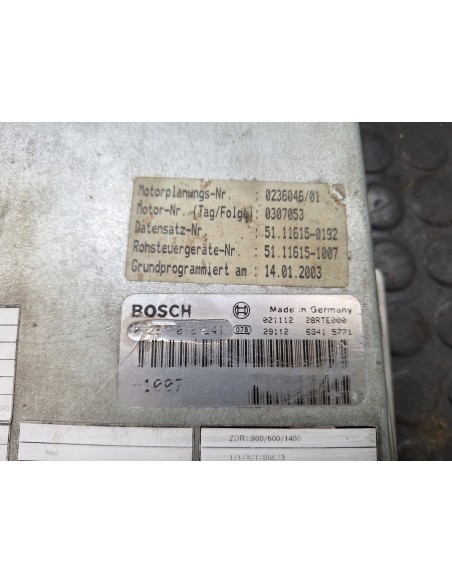 Motorplanungs-Nr. : 0236046/01
Motor-Nr. (Tag/Folge): 0307053
Datensatz-Nr. : 51.11615-0192
Rohsteuergeräte-Nr. : 51.11615-1007
Grundprogrammiert am : 14.01.2003
BOSCH Made in Germany
021112 28RTE000
078 29112 6341 5771
-1007
ZDR: 900/600/1400